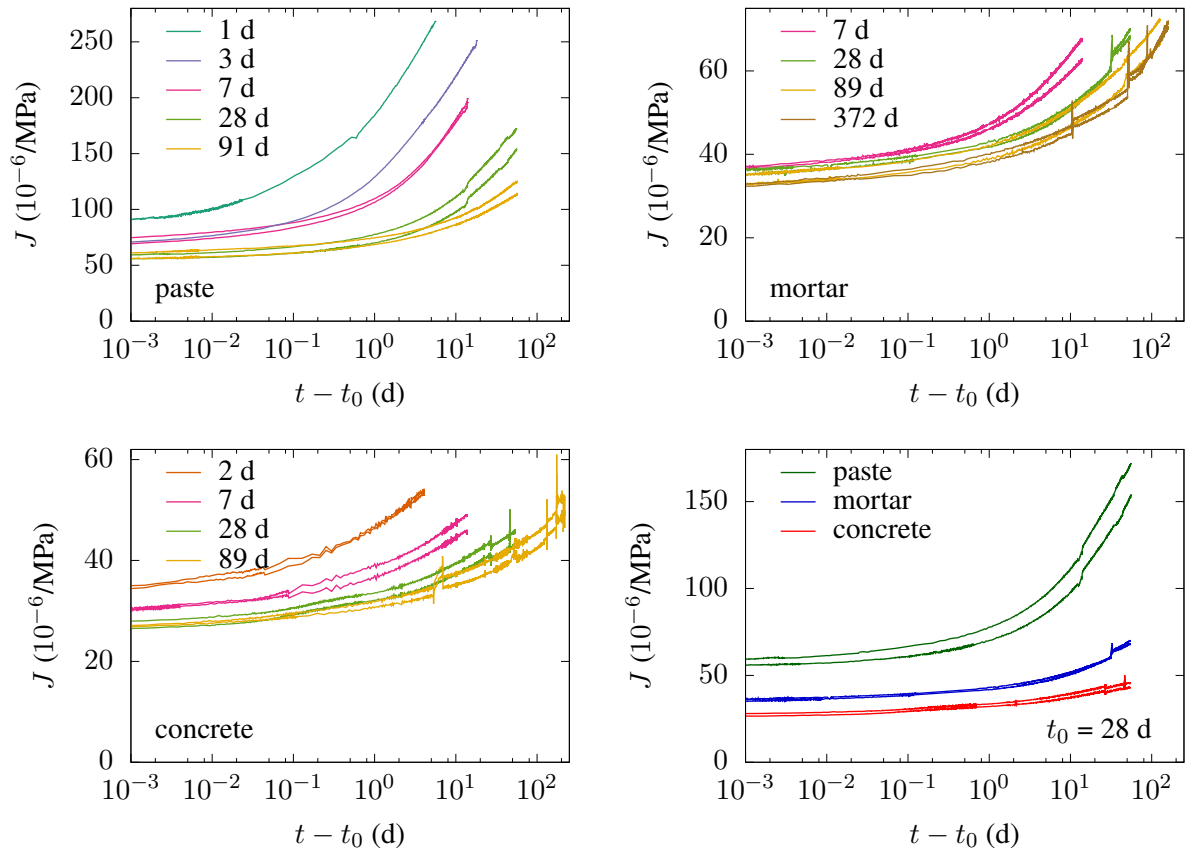 250
200
150
100
50
0
J (10⁻⁶/MPa)
1 d
3 d
7 d
28 d
91 d
paste
10⁻³ 10⁻² 10⁻¹ 10⁰ 10¹ 10²
t − t₀ (d)
60
40
20
0
J (10⁻⁶/MPa)
7 d
28 d
89 d
372 d
mortar
10⁻³ 10⁻² 10⁻¹ 10⁰ 10¹ 10²
t − t₀ (d)
60
40
20
0
J (10⁻⁶/MPa)
2 d
7 d
28 d
89 d
concrete
10⁻³ 10⁻² 10⁻¹ 10⁰ 10¹ 10²
t − t₀ (d)
150
100
50
0
J (10⁻⁶/MPa)
paste
mortar
concrete
t₀ = 28 d
10⁻³ 10⁻² 10⁻¹ 10⁰ 10¹ 10²
t − t₀ (d)